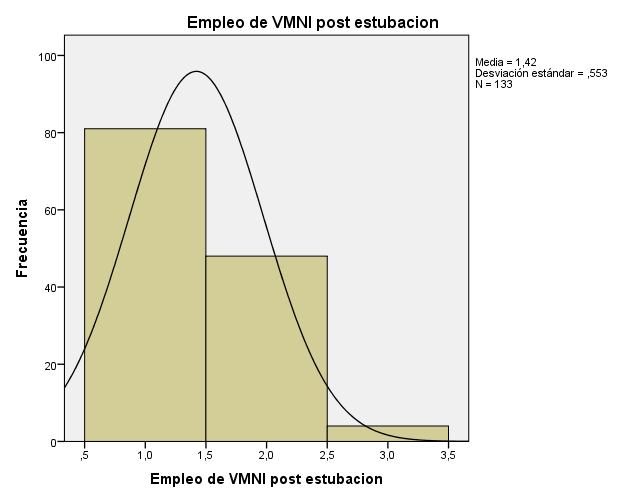 Empleo de VMNI post estubacion
Media = 1,42
Desviación estándar = ,553
N = 133
100
80
60
40
20
0
Frecuencia
,5
1,0
1,5
2,0
2,5
3,0
3,5
Empleo de VMNI post estubacion